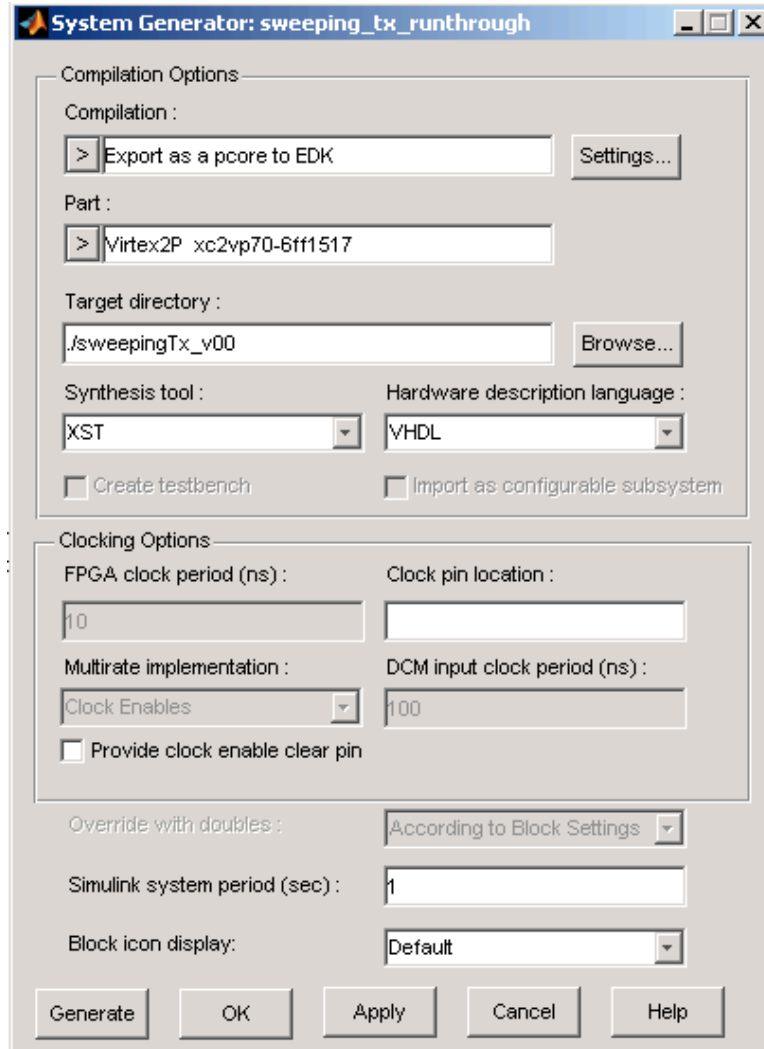 System Generator: sweeping_tx_runthrough
Compilation Options
Compilation :
> Export as a pcore to EDK Settings...
Part :
> Virtex2P xc2vp70-6ff1517
Target directory :
./sweepingTx_v00 Browse...
Synthesis tool : Hardware description language :
XST VHDL
Create testbench Import as configurable subsystem
Clocking Options
FPGA clock period (ns) : Clock pin location :
10
Multirate implementation : DCM input clock period (ns) :
Clock Enables 100
Provide clock enable clear pin
Override with doubles : According to Block Settings
Simulink system period (sec) : 1
Block icon display: Default
Generate OK Apply Cancel Help